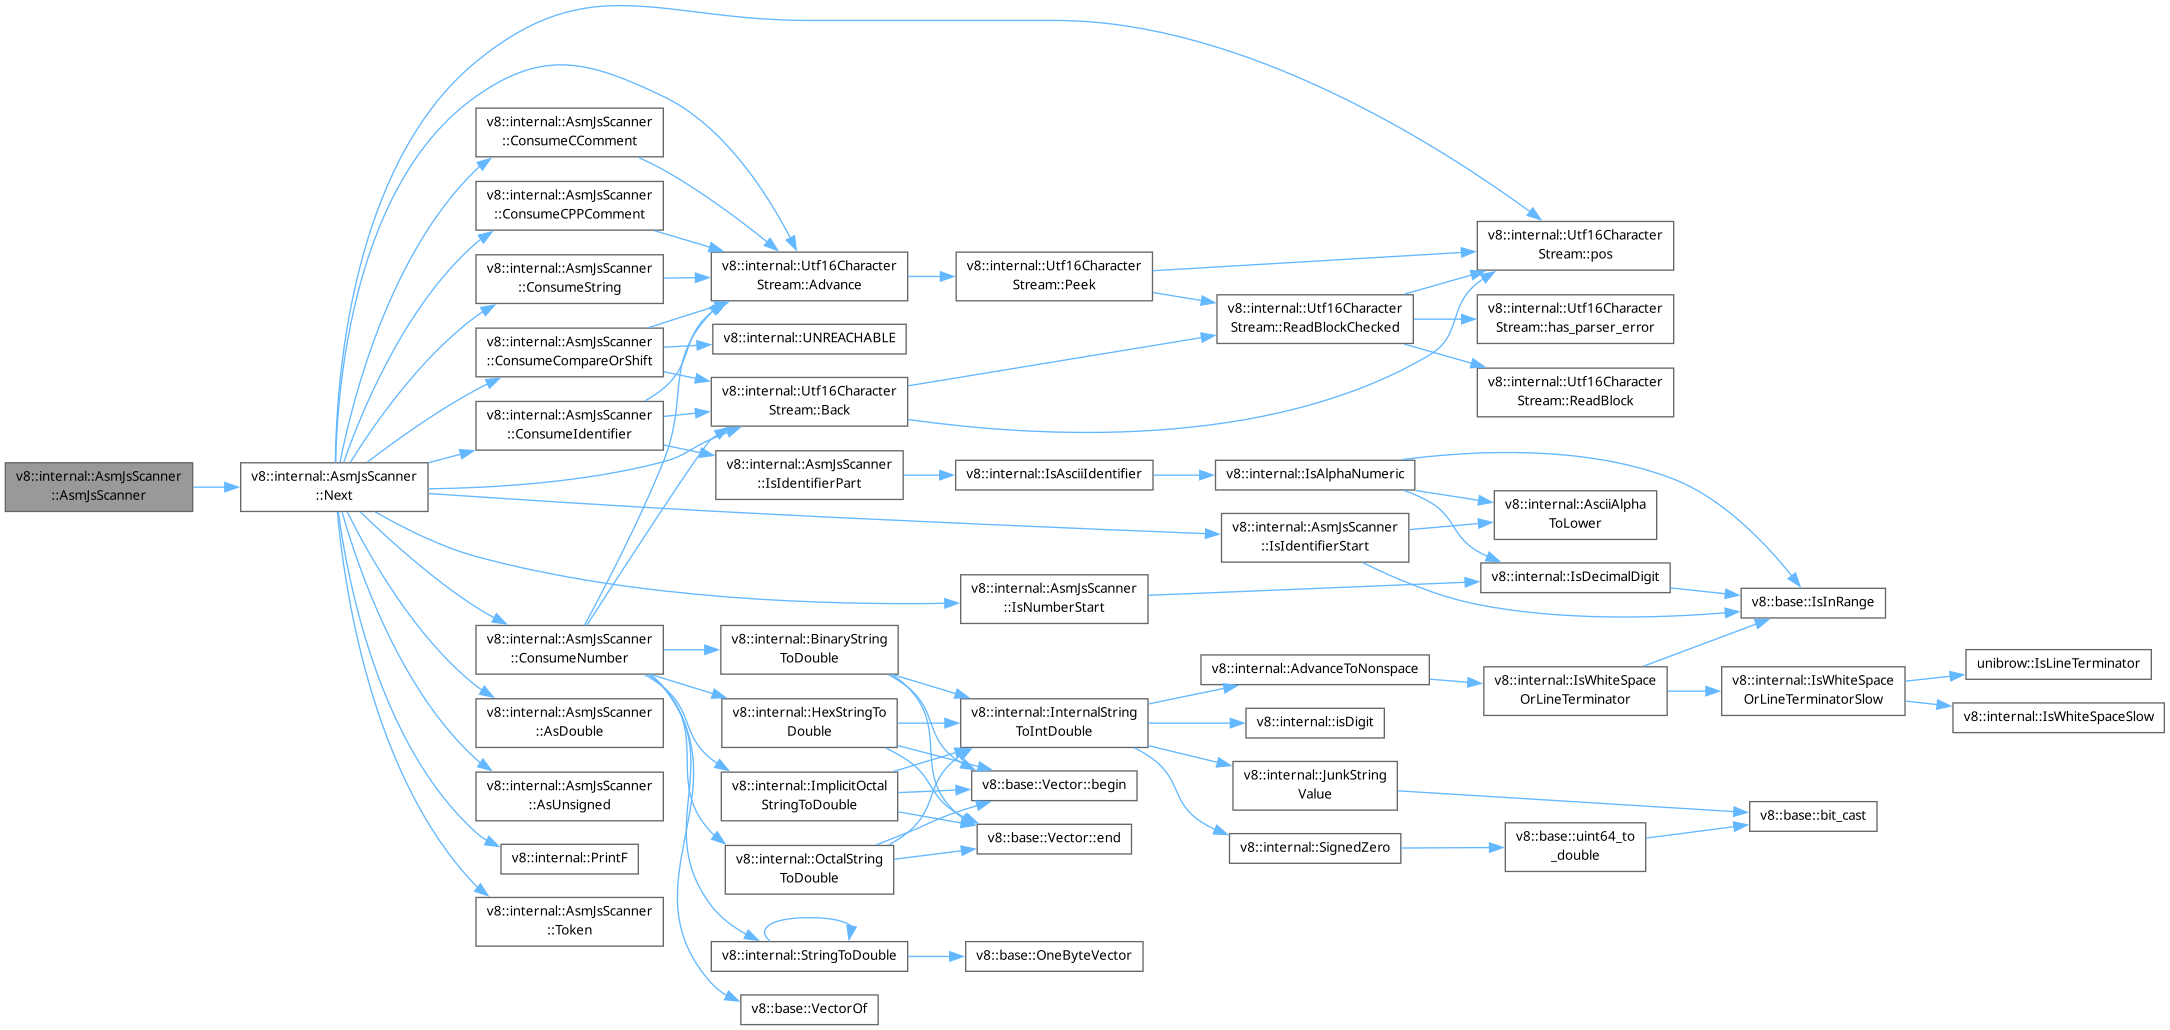 v8::internal::AsmJsScanner
::AsmJsScanner
v8::internal::AsmJsScanner
::Next
v8::internal::AsmJsScanner
::ConsumeCComment
v8::internal::AsmJsScanner
::ConsumeCPPComment
v8::internal::AsmJsScanner
::ConsumeString
v8::internal::AsmJsScanner
::ConsumeCompareOrShift
v8::internal::AsmJsScanner
::ConsumeIdentifier
v8::internal::AsmJsScanner
::ConsumeNumber
v8::internal::AsmJsScanner
::AsDouble
v8::internal::AsmJsScanner
::AsUnsigned
v8::internal::PrintF
v8::internal::AsmJsScanner
::Token
v8::internal::Utf16Character
Stream::Advance
v8::internal::UNREACHABLE
v8::internal::Utf16Character
Stream::Back
v8::internal::AsmJsScanner
::IsIdentifierPart
v8::internal::BinaryString
ToDouble
v8::internal::HexStringTo
Double
v8::internal::ImplicitOctal
StringToDouble
v8::internal::OctalString
ToDouble
v8::internal::StringToDouble
v8::base::VectorOf
v8::internal::Utf16Character
Stream::Peek
v8::internal::IsAsciiIdentifier
v8::internal::AsmJsScanner
::IsNumberStart
v8::internal::InternalString
ToIntDouble
v8::base::Vector::begin
v8::base::Vector::end
v8::base::OneByteVector
v8::internal::Utf16Character
Stream::ReadBlockChecked
v8::internal::IsAlphaNumeric
v8::internal::AsmJsScanner
::IsIdentifierStart
v8::internal::AdvanceToNonspace
v8::internal::isDigit
v8::internal::JunkString
Value
v8::internal::SignedZero
v8::internal::Utf16Character
Stream::pos
v8::internal::Utf16Character
Stream::has_parser_error
v8::internal::Utf16Character
Stream::ReadBlock
v8::internal::AsciiAlpha
ToLower
v8::internal::IsDecimalDigit
v8::internal::IsWhiteSpace
OrLineTerminator
v8::base::uint64_to
_double
v8::base::IsInRange
v8::internal::IsWhiteSpace
OrLineTerminatorSlow
v8::base::bit_cast
unibrow::IsLineTerminator
v8::internal::IsWhiteSpaceSlow